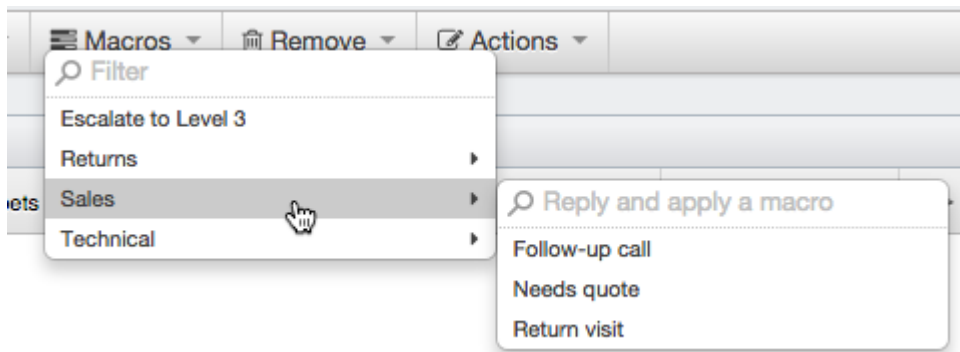 Macros Remove Actions
Filter
Escalate to Level 3
Returns
Sales
Technical
Reply and apply a macro
Follow-up call
Needs quote
Return visit